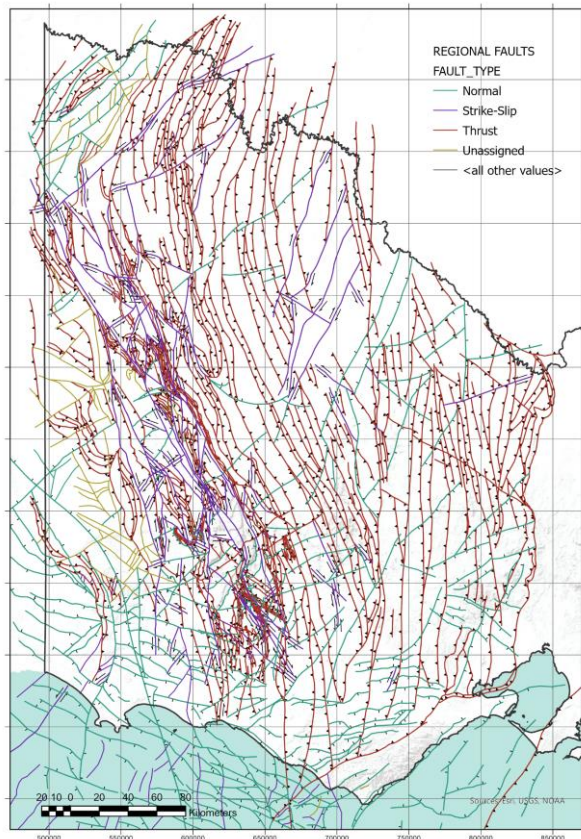 REGIONAL FAULTS
FAULT_TYPE
Normal
Strike-Slip
Thrust
Unassigned
<all other values>
Sources: Esri, USGS, NOAA
20 10 0 20 40 60 80
Kilometers
500000 550000 600000 650000 700000 750000 800000